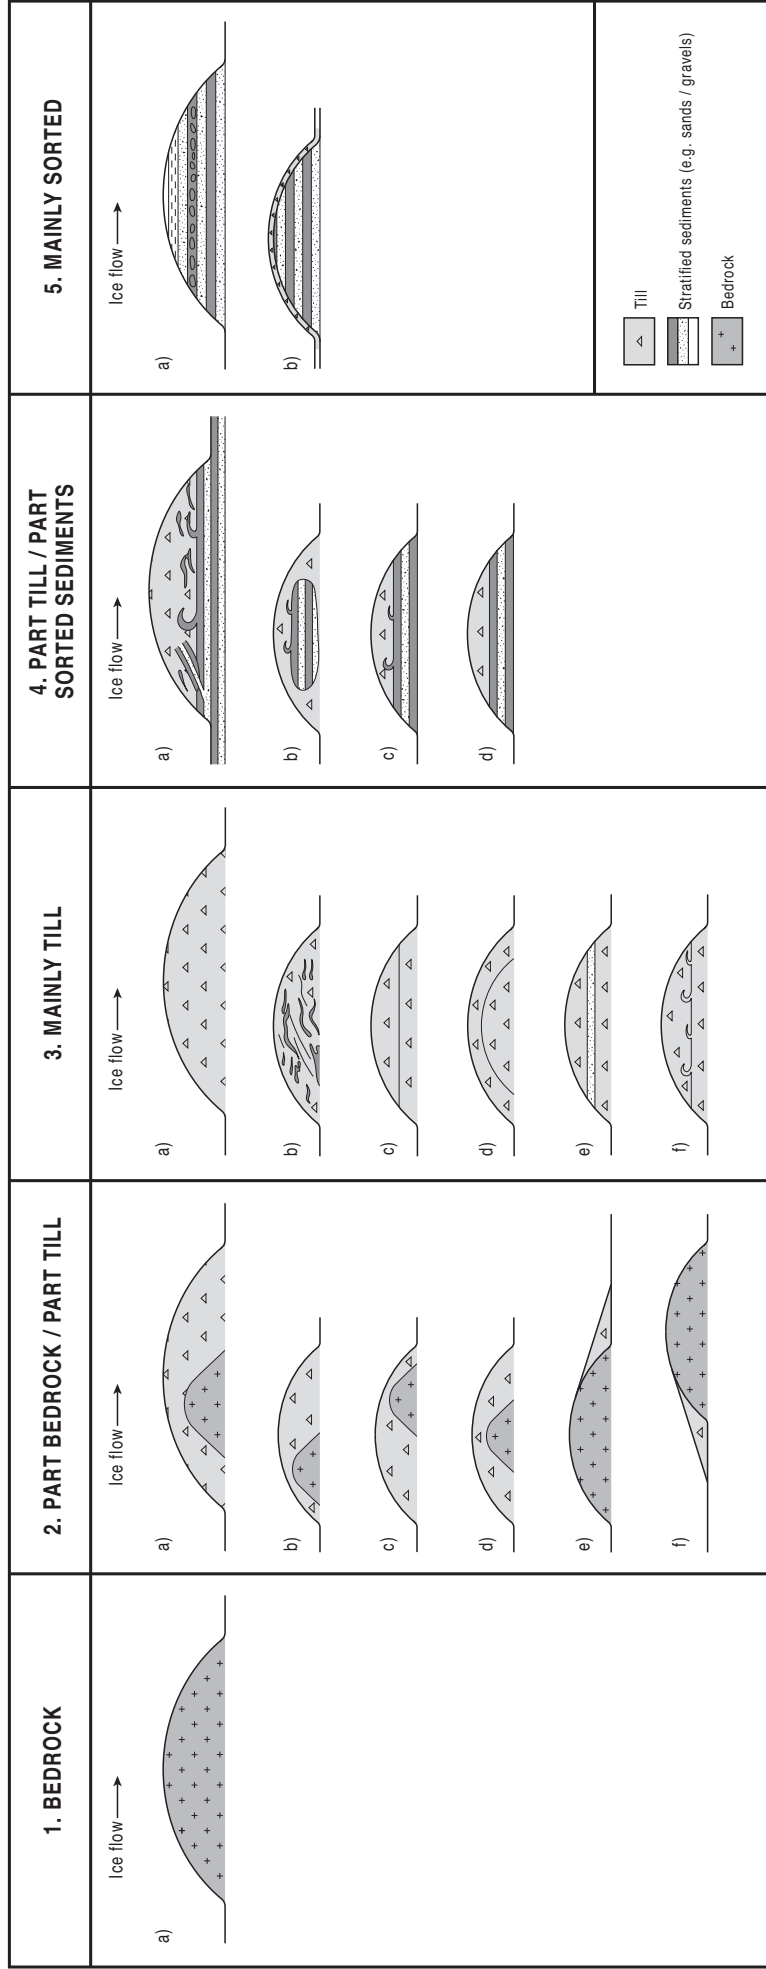 1. BEDROCK
Ice flow
a)
2. PART BEDROCK / PART TILL
Ice flow
a)
b)
c)
d)
e)
f)
3. MAINLY TILL
Ice flow
a)
b)
c)
d)
e)
f)
4. PART TILL / PART
SORTED SEDIMENTS
Ice flow
a)
b)
c)
d)
5. MAINLY SORTED
Ice flow
a)
b)
Till
Stratified sediments (e.g. sands / gravels)
Bedrock